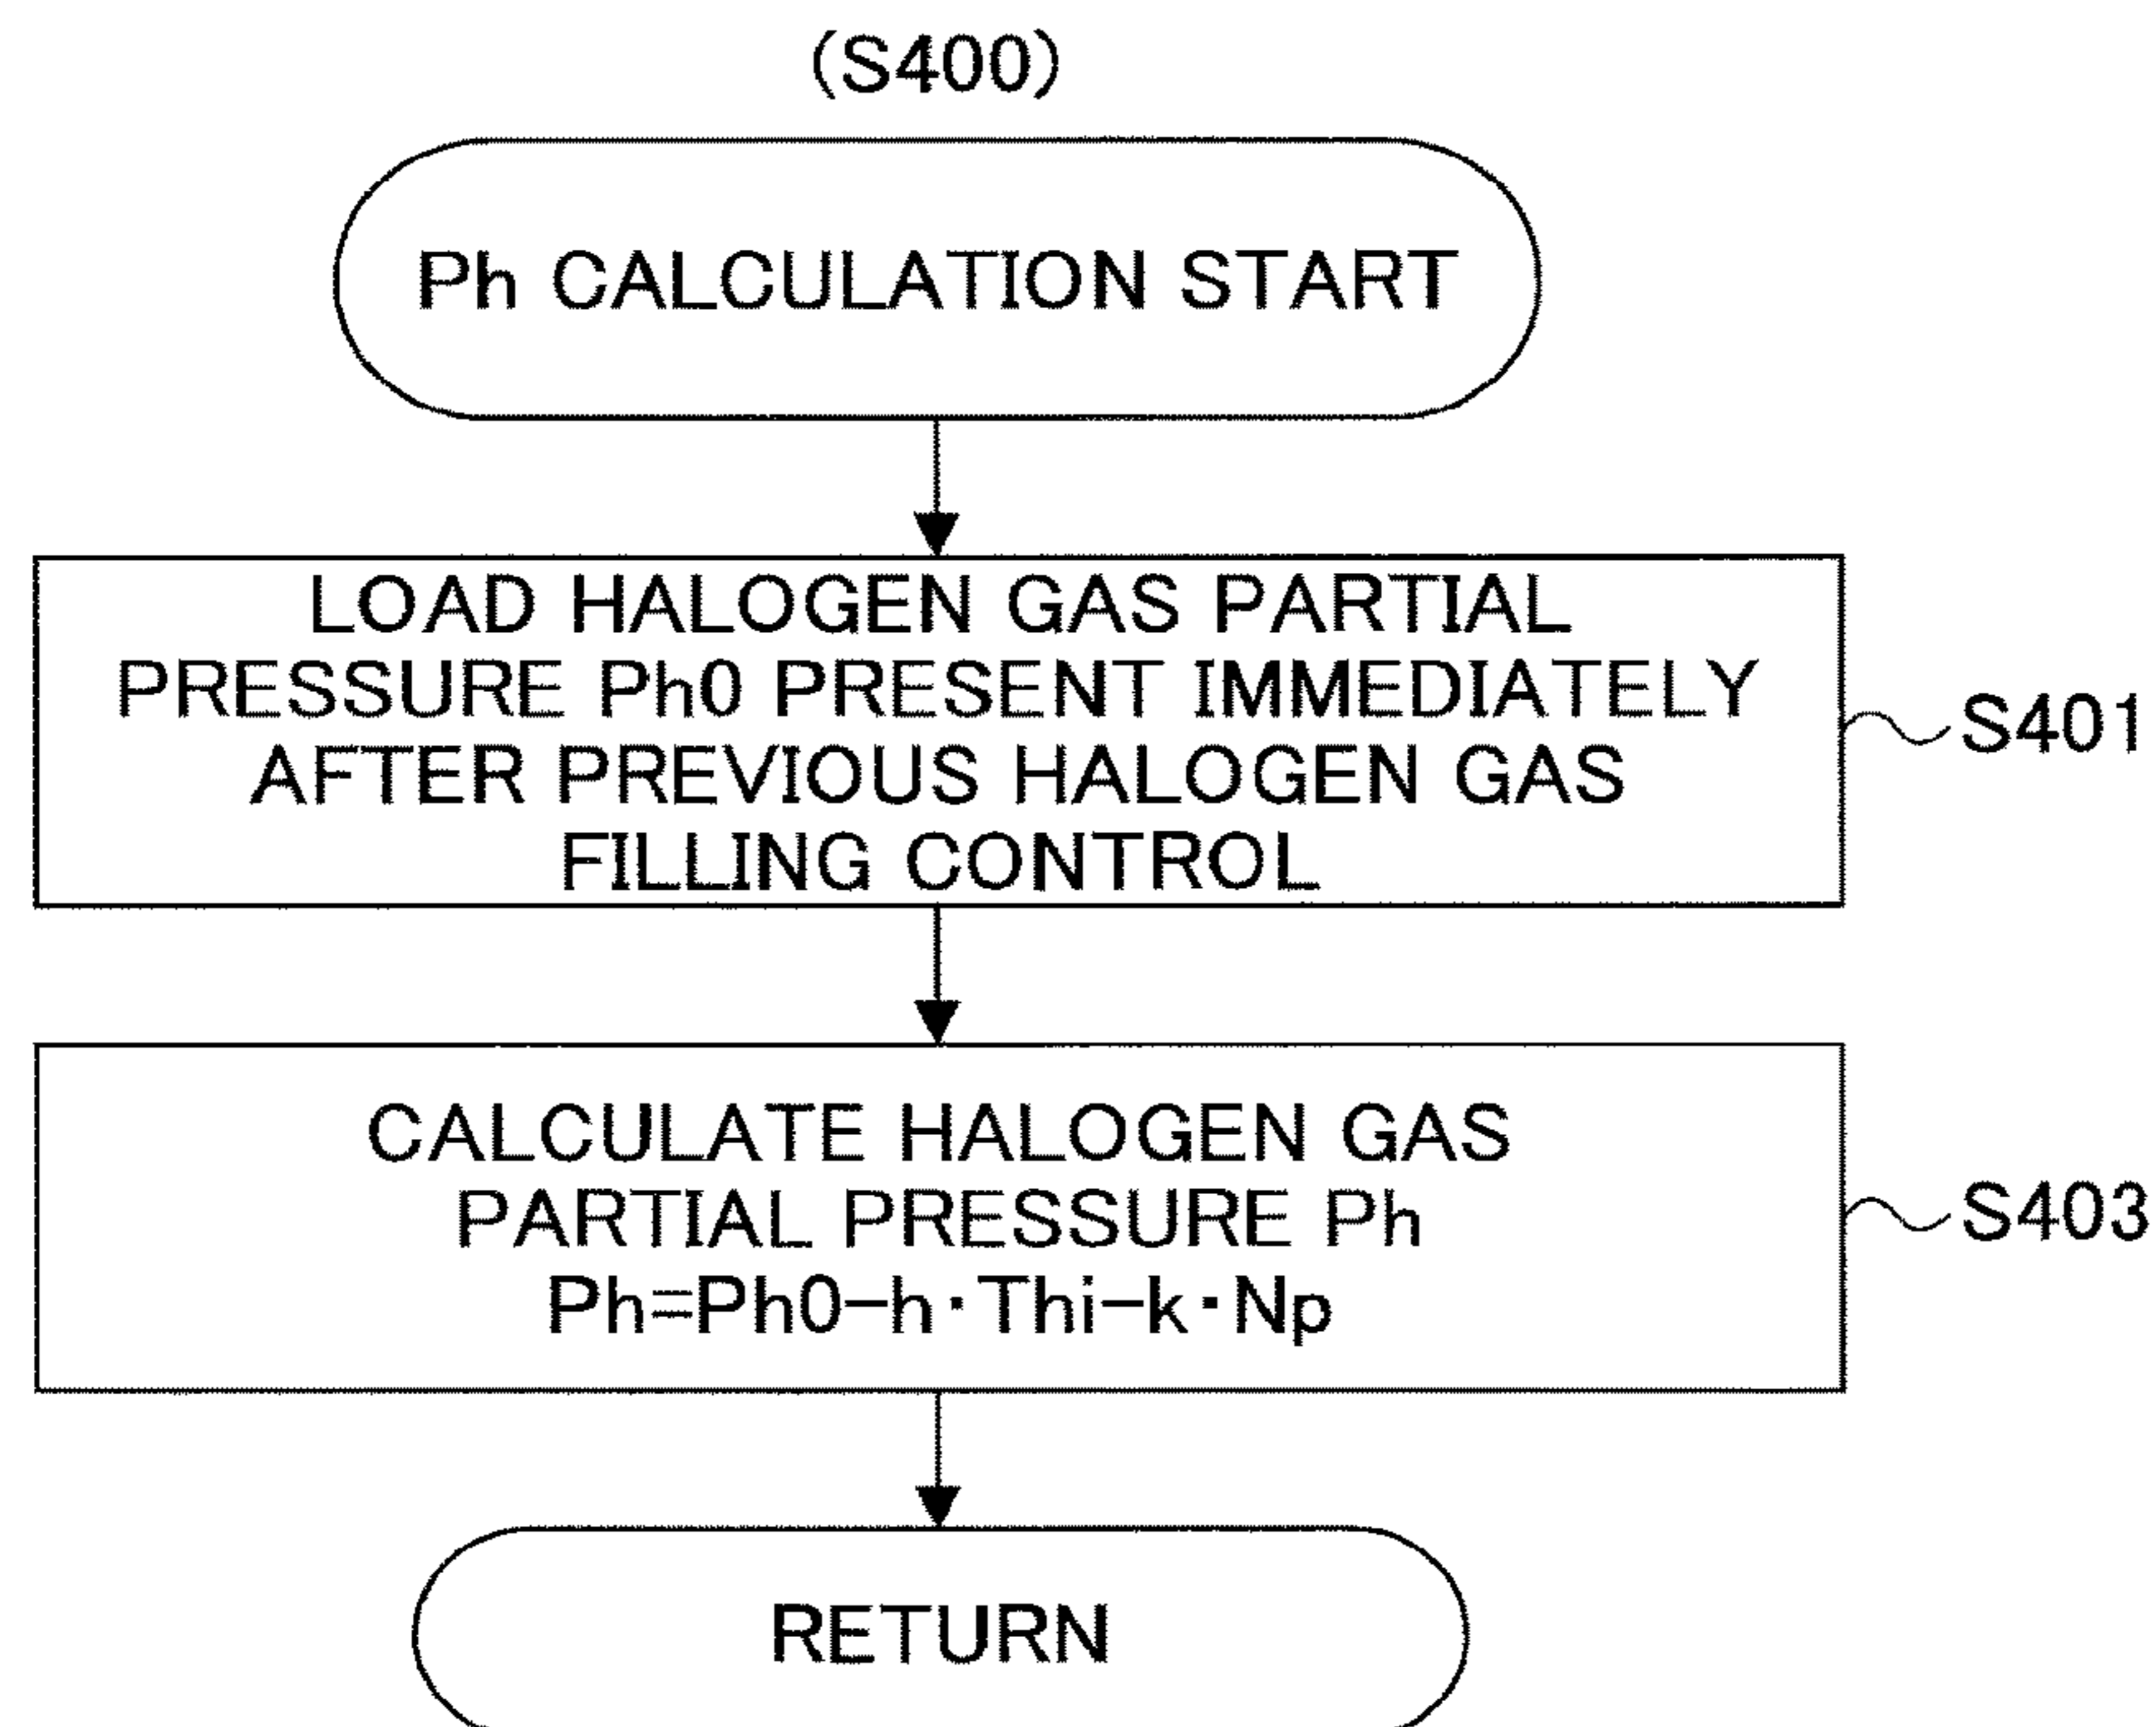 (S400)
Ph CALCULATION START
LOAD HALOGEN GAS PARTIAL
PRESSURE Ph0 PRESENT IMMEDIATELY
AFTER PREVIOUS HALOGEN GAS
FILLING CONTROL
S401
CALCULATE HALOGEN GAS
PARTIAL PRESSURE Ph
Ph=Ph0−h·Thi−k·Np
S403
RETURN